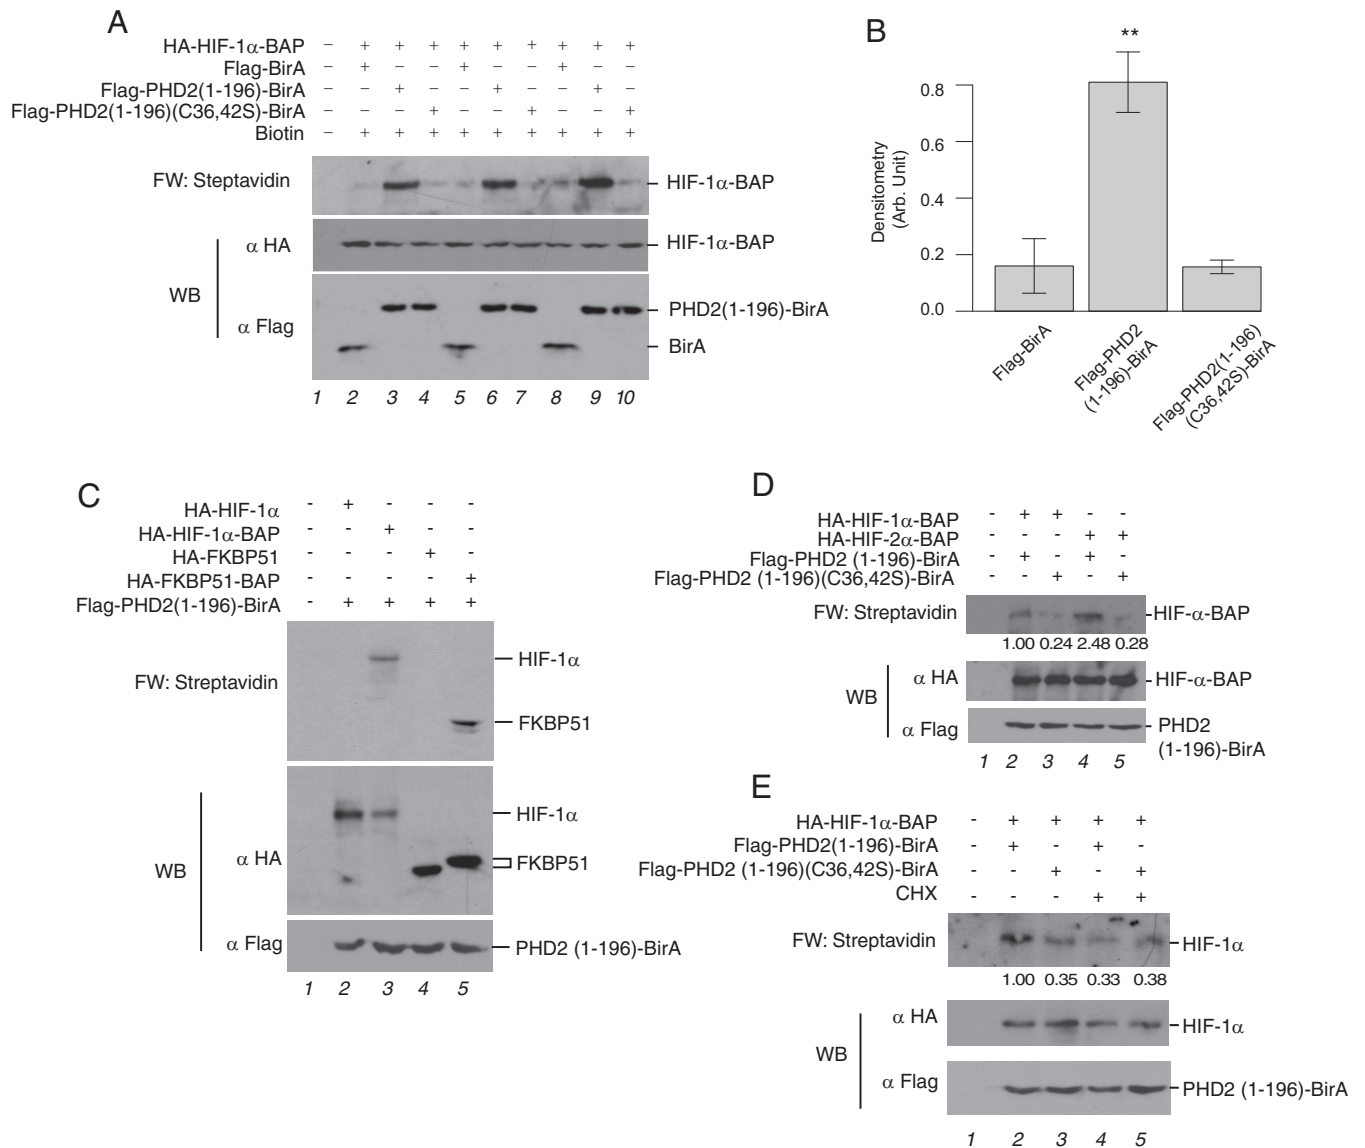 A
HA-HIF-1α-BAP − + + + + + + + + +
Flag-BirA − + − − + − − + − −
Flag-PHD2(1-196)-BirA − − + − − + − − + −
Flag-PHD2(1-196)(C36,42S)-BirA − − − + − − + − − +
Biotin − + + + + + + + + +
FW: Steptavidin
HIF-1α-BAP
α HA
HIF-1α-BAP
WB
α Flag
PHD2(1-196)-BirA
BirA
1 2 3 4 5 6 7 8 9 10
B
**
Densitometry
(Arb. Unit)
0.8
0.6
0.4
0.2
0.0
Flag-BirA
Flag-PHD2
(1-196)-BirA
Flag-PHD2(1-196)
(C36,42S)-BirA
C
HA-HIF-1α - + - - -
HA-HIF-1α-BAP - - + - -
HA-FKBP51 - - - + -
HA-FKBP51-BAP - - - - +
Flag-PHD2(1-196)-BirA - + + + +
FW: Streptavidin
HIF-1α
FKBP51
WB
α HA
HIF-1α
FKBP51
α Flag
PHD2 (1-196)-BirA
1 2 3 4 5
D
HA-HIF-1α-BAP - + + - -
HA-HIF-2α-BAP - - - + +
Flag-PHD2 (1-196)-BirA - + - + -
Flag-PHD2 (1-196)(C36,42S)-BirA - - + - +
FW: Streptavidin
HIF-α-BAP
1.00 0.24 2.48 0.28
WB
α HA
HIF-α-BAP
α Flag
PHD2
(1-196)-BirA
1 2 3 4 5
E
HA-HIF-1α-BAP - + + + +
Flag-PHD2(1-196)-BirA - + - + -
Flag-PHD2 (1-196)(C36,42S)-BirA - - + - +
CHX - - - + +
FW: Streptavidin
HIF-1α
1.00 0.35 0.33 0.38
WB
α HA
HIF-1α
α Flag
PHD2 (1-196)-BirA
1 2 3 4 5